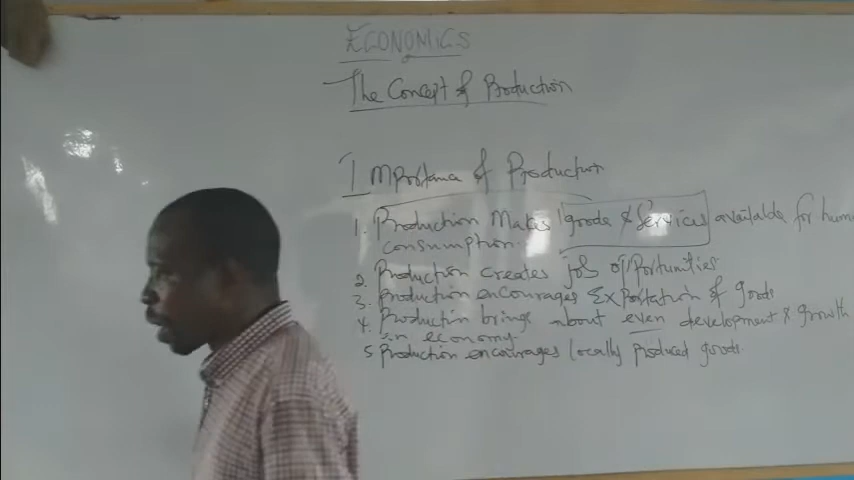 ECONOMICS
The Concept of Production
Importance of Production
1. Production Makes goods & Services available for human
consumption.
2. Production creates job opportunities
3. Production encourages Exportation of goods
4. Production brings about even development & growth
in economy
5 Production encourages locally produced goods